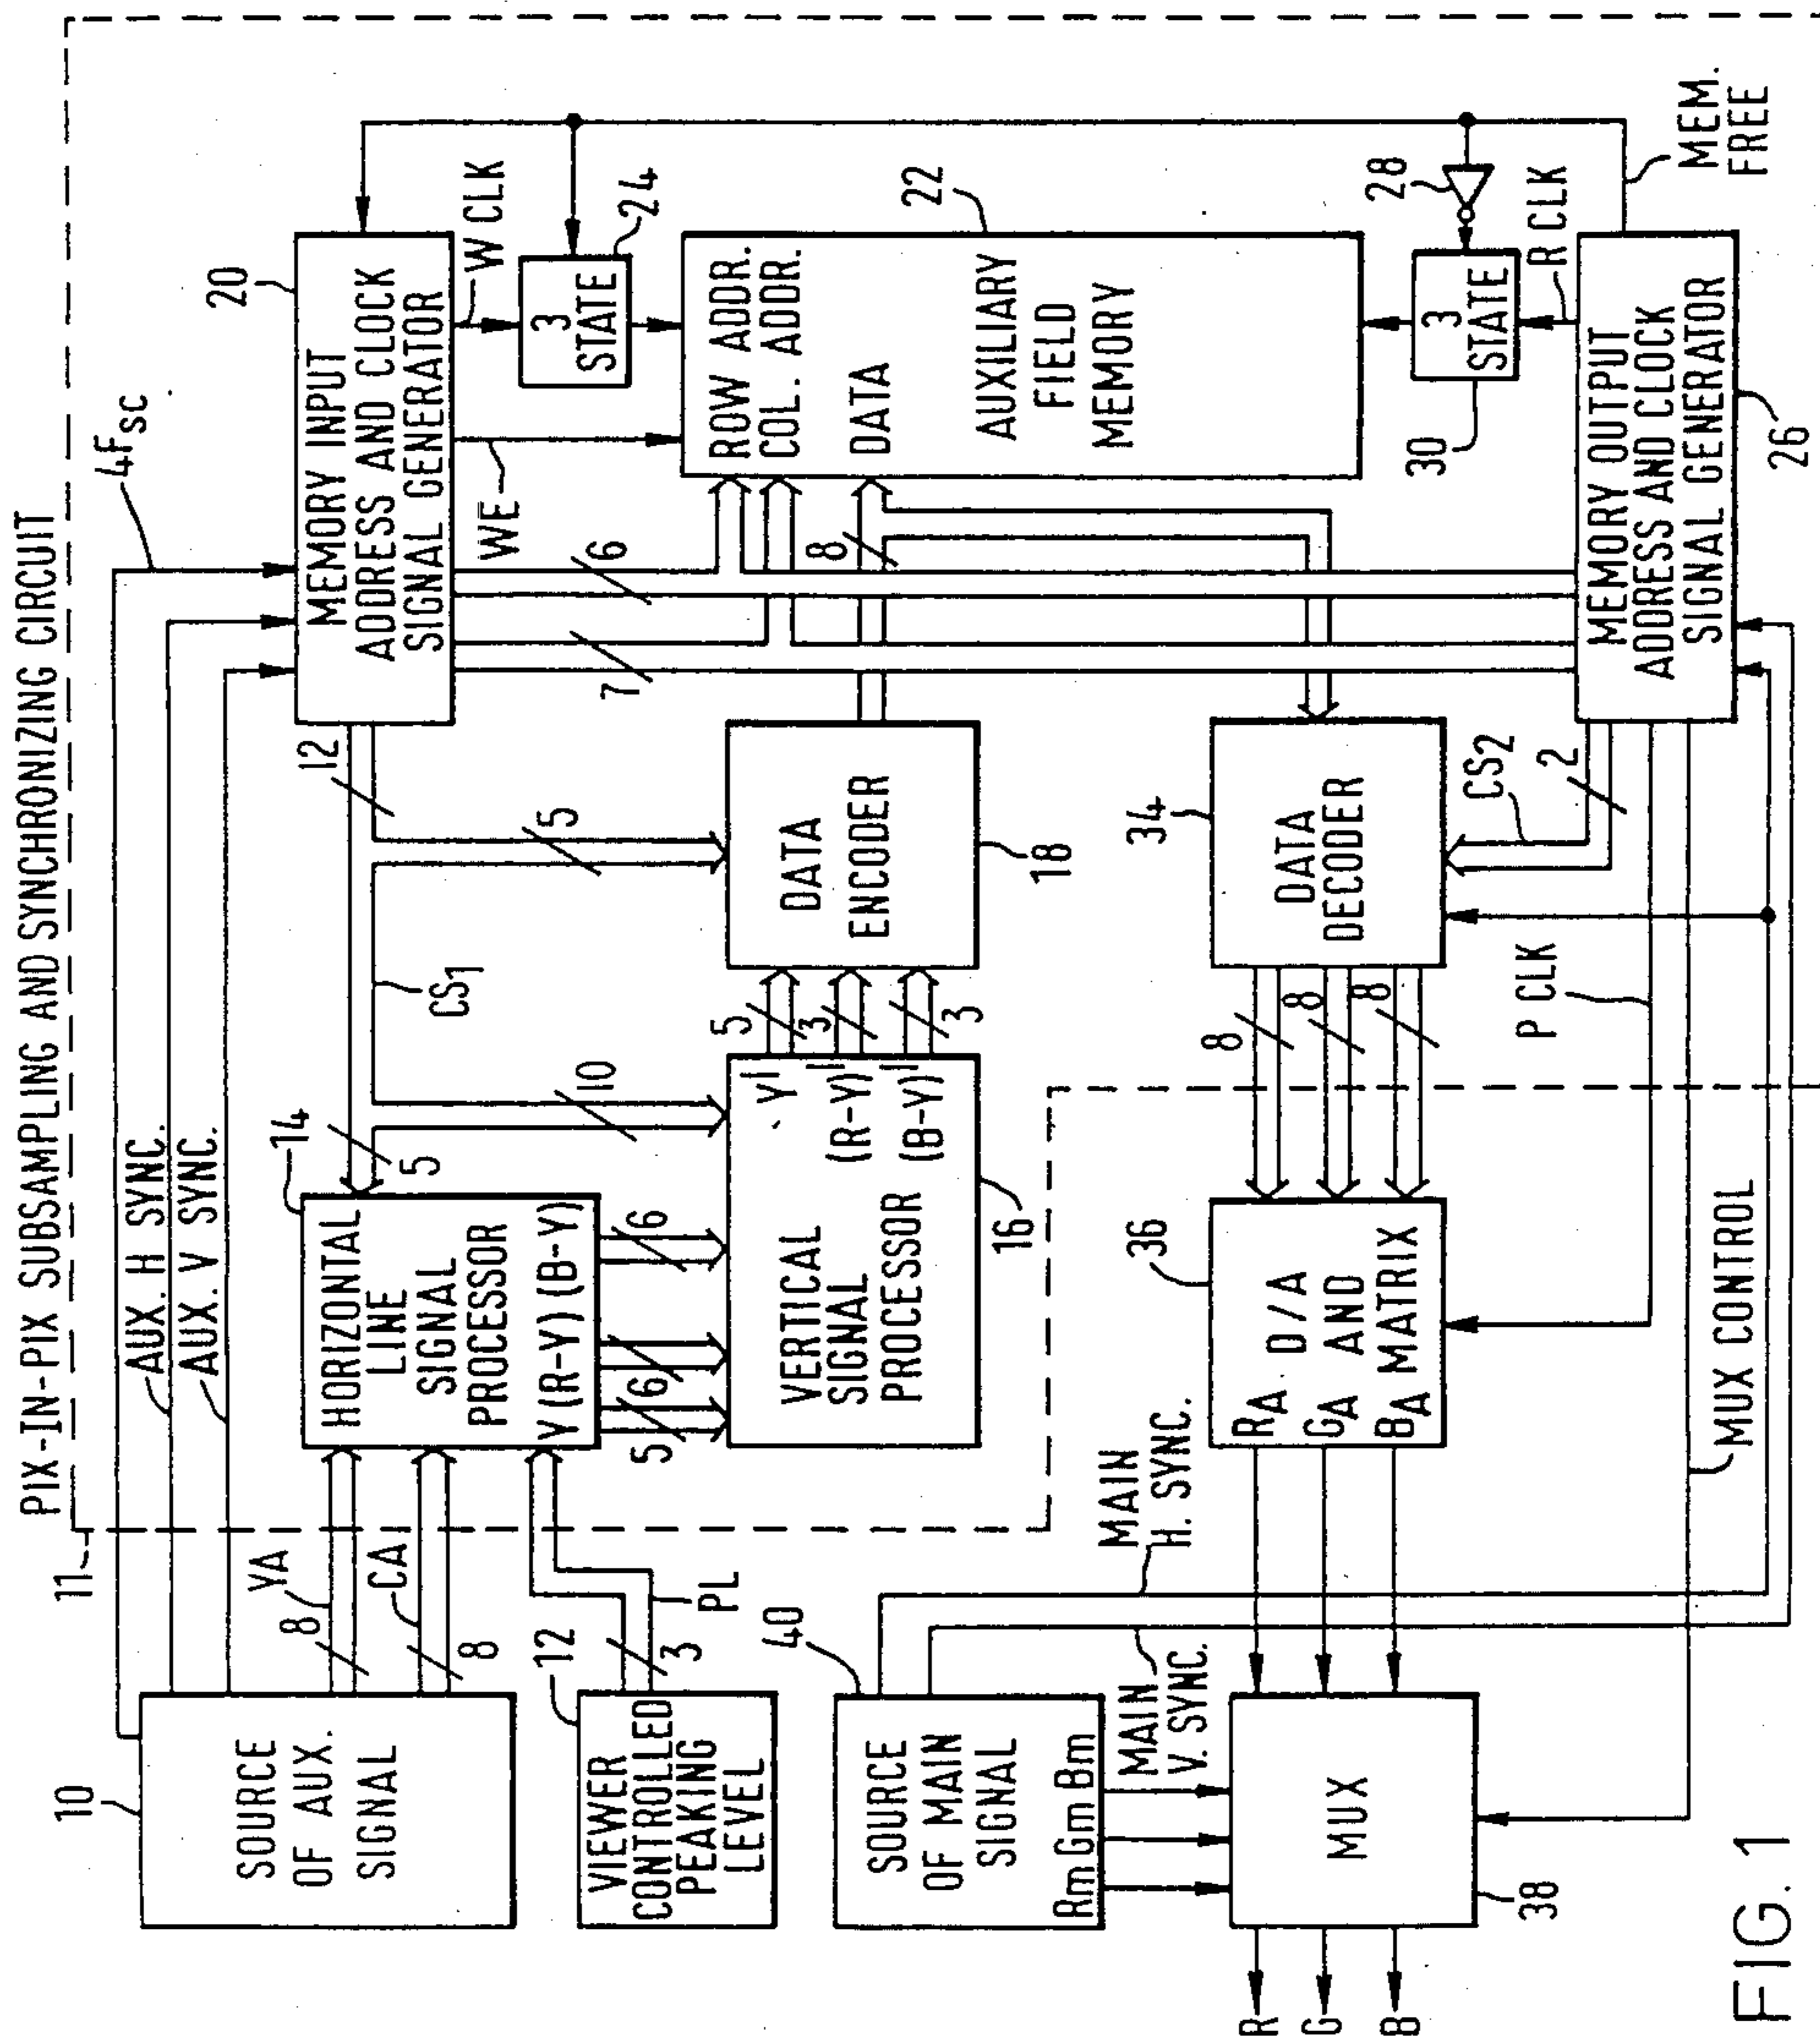 PIX-IN-PIX SUBSAMPLING AND SYNCHRONIZING CIRCUIT
11
10
SOURCE
OF AUX.
SIGNAL
4FSC
AUX. H SYNC.
AUX. V SYNC.
8
YA
CA
8
12
VIEWER
CONTROLLED
PEAKING
LEVEL
3
PL
14
HORIZONTAL
LINE
SIGNAL
PROCESSOR
Y (R-Y) (B-Y)
5
5
6
6
10
12
CS1
5
VERTICAL
SIGNAL
PROCESSOR
Y
(R-Y)
(B-Y)
16
5
3
3
DATA
ENCODER
18
20
MEMORY INPUT
ADDRESS AND CLOCK
SIGNAL GENERATOR
W CLK
WE
6
7
8
3
STATE
24
22
ROW ADDR.
COL. ADDR.
DATA
AUXILIARY
FIELD
MEMORY
28
3
STATE
30
R CLK
MEM.
FREE
MEMORY OUTPUT
ADDRESS AND CLOCK
SIGNAL GENERATOR
26
34
DATA
DECODER
CS2
2
8
8
8
P CLK
36
D/A
AND
MATRIX
RA
GA
BA
MUX CONTROL
40
SOURCE
OF MAIN
SIGNAL
Rm Gm Bm
MAIN
H. SYNC.
MAIN
V. SYNC.
MUX
38
R
G
B
FIG. 1